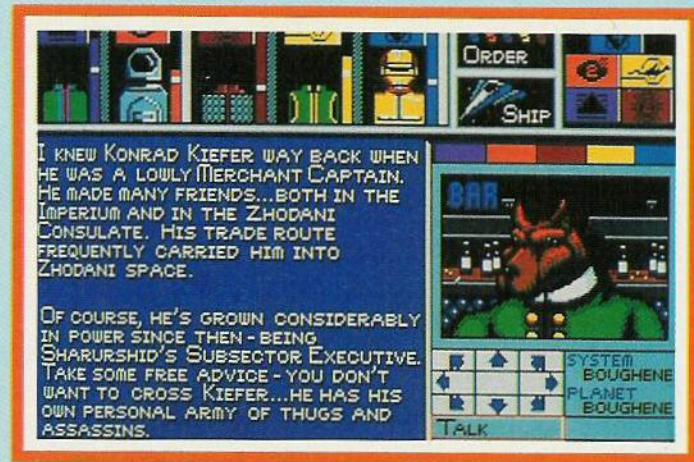 ORDER
SHIP
I KNEW KONRAD KIEFER WAY BACK WHEN
HE WAS A LOWLY MERCHANT CAPTAIN.
HE MADE MANY FRIENDS...BOTH IN THE
IMPERIUM AND IN THE ZHODANI
CONSULATE. HIS TRADE ROUTE
FREQUENTLY CARRIED HIM INTO
ZHODANI SPACE.
OF COURSE, HE'S GROWN CONSIDERABLY
IN POWER SINCE THEN - BEING
SHARURSHID'S SUBSECTOR EXECUTIVE.
TAKE SOME FREE ADVICE - YOU DON'T
WANT TO CROSS KIEFER...HE HAS HIS
OWN PERSONAL ARMY OF THUGS AND
ASSASSINS.
BAR
SYSTEM
BOUGHENE
PLANET
BOUGHENE
TALK